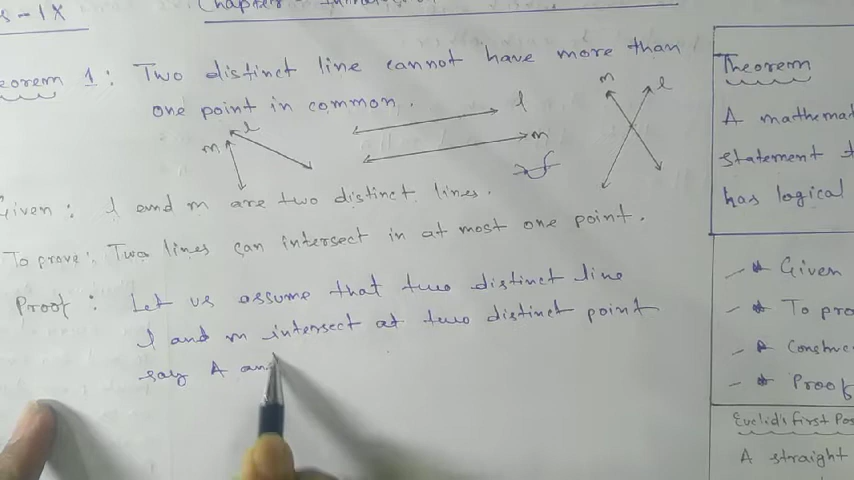 Theorem 1: Two distinct line cannot have more than
one point in common.
l
m
l
m
m
l
Given: l and m are two distinct lines.
To prove: Two lines can intersect in at most one point.
Proof: Let us assume that two distinct line
l and m intersect at two distinct point
say A an
Theorem
A mathema
statement t
has logical
Given
To pro
Construc
Proof
Euclid's first Pos
A straight